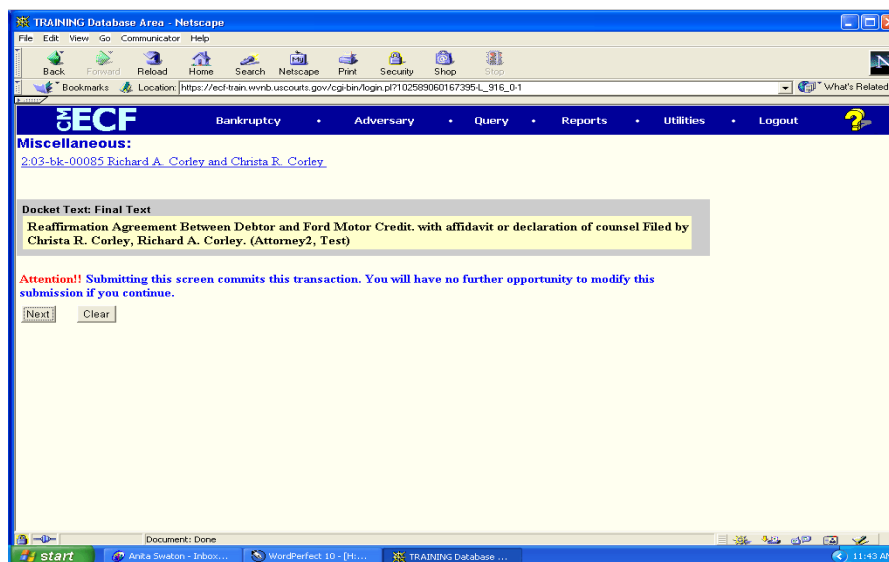 TRAINING Database Area - Netscape
File Edit View Go Communicator Help
Back Forward Reload Home Search Netscape Print Security Shop Stop
Bookmarks Location: https://ecf-train.wvnb.uscourts.gov/cgi-bin/login.pl?102589060167395-L_916_0-1 What's Related
CM ECF Bankruptcy • Adversary • Query • Reports • Utilities • Logout ?
Miscellaneous:
2:03-bk-00085 Richard A. Corley and Christa R. Corley
Docket Text: Final Text
Reaffirmation Agreement Between Debtor and Ford Motor Credit. with affidavit or declaration of counsel Filed by
Christa R. Corley, Richard A. Corley. (Attorney2, Test)
Attention!! Submitting this screen commits this transaction. You will have no further opportunity to modify this
submission if you continue.
Next Clear
Document: Done
start Anita Swaton - Inbox... WordPerfect 10 - [H:... TRAINING Database ... 11:43 AM